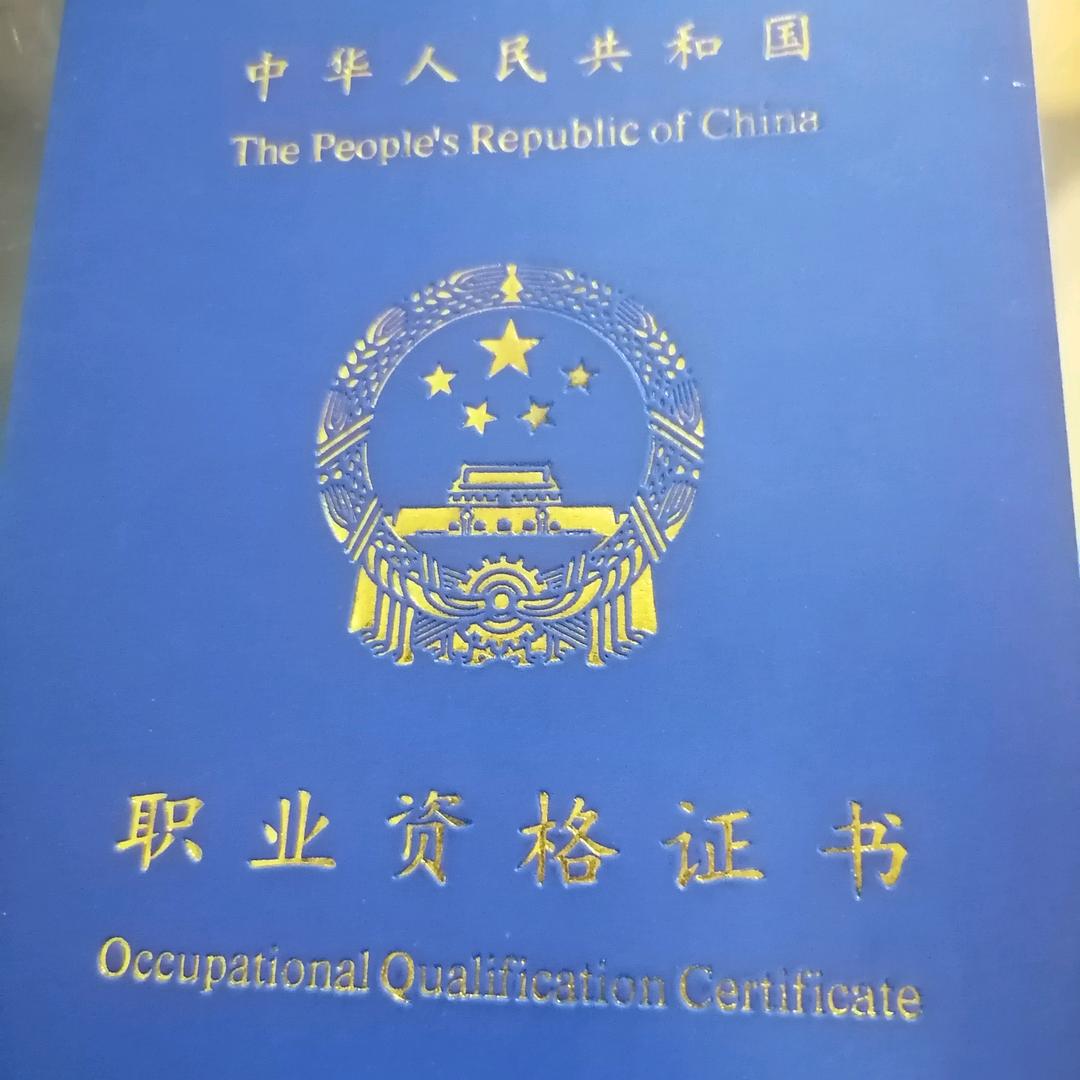 中华人民共和国
The People's Republic of China
职业资格证书
Occupational Qualification Certificate